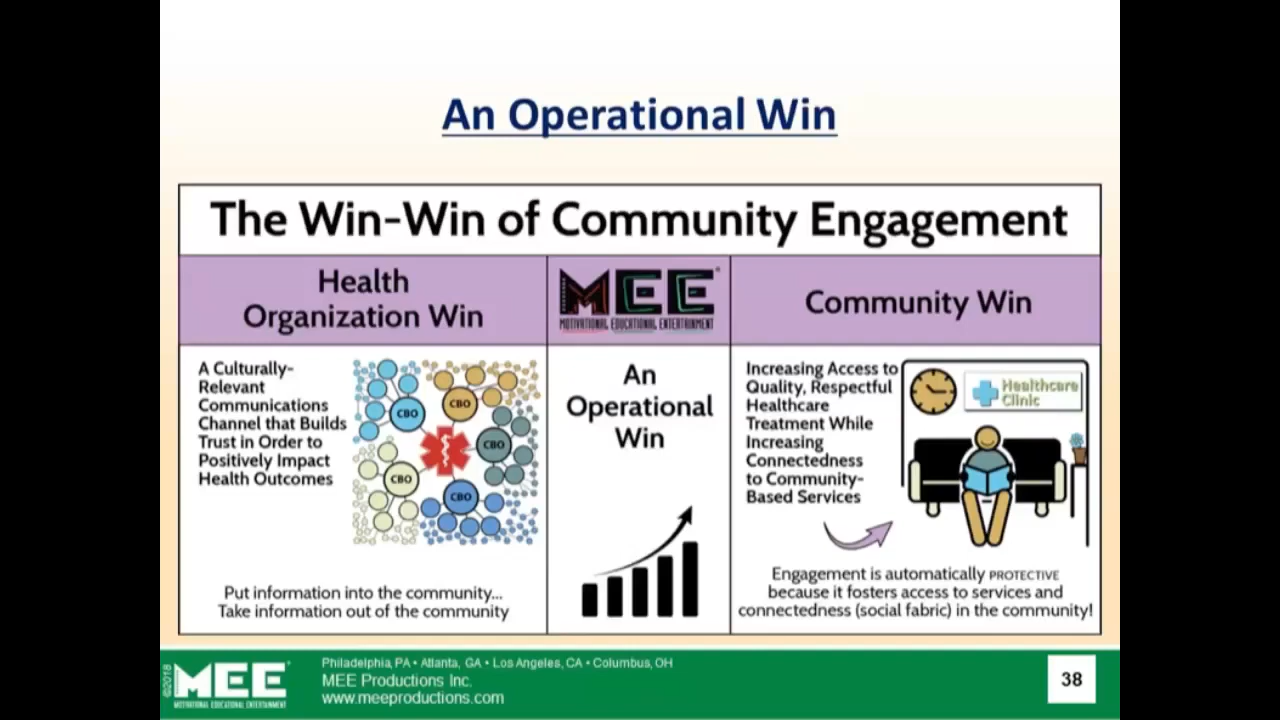 An Operational Win
The Win-Win of Community Engagement
Health
Organization Win
MEE
MOTIVATIONAL EDUCATIONAL ENTERTAINMENT
Community Win
A Culturally-
Relevant
Communications
Channel that Builds
Trust in Order to
Positively Impact
Health Outcomes
CBO
CBO
CBO
CBO
CBO
Put information into the community...
Take information out of the community
An
Operational
Win
Increasing Access to
Quality, Respectful
Healthcare
Treatment While
Increasing
Connectedness
to Community-
Based Services
Healthcare
Clinic
Engagement is automatically PROTECTIVE
because it fosters access to services and
connectedness (social fabric) in the community!
©2018
MEE
MOTIVATIONAL EDUCATIONAL ENTERTAINMENT
Philadelphia, PA • Atlanta, GA • Los Angeles, CA • Columbus, OH
MEE Productions Inc.
www.meeproductions.com
38